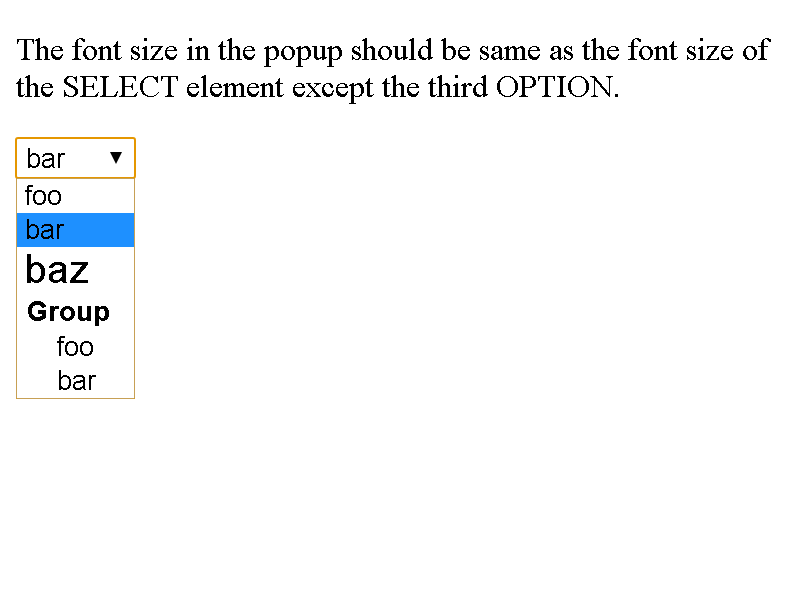 The font size in the popup should be same as the font size of
the SELECT element except the third OPTION.
bar ▼
foo
bar
baz
Group
foo
bar